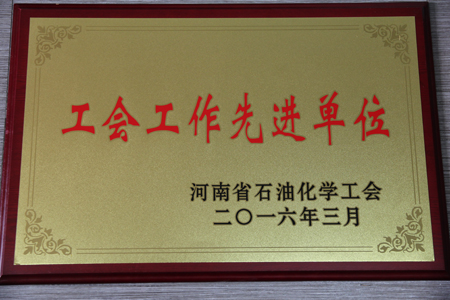 工会工作先进单位
河南省石油化学工会
二〇一六年三月